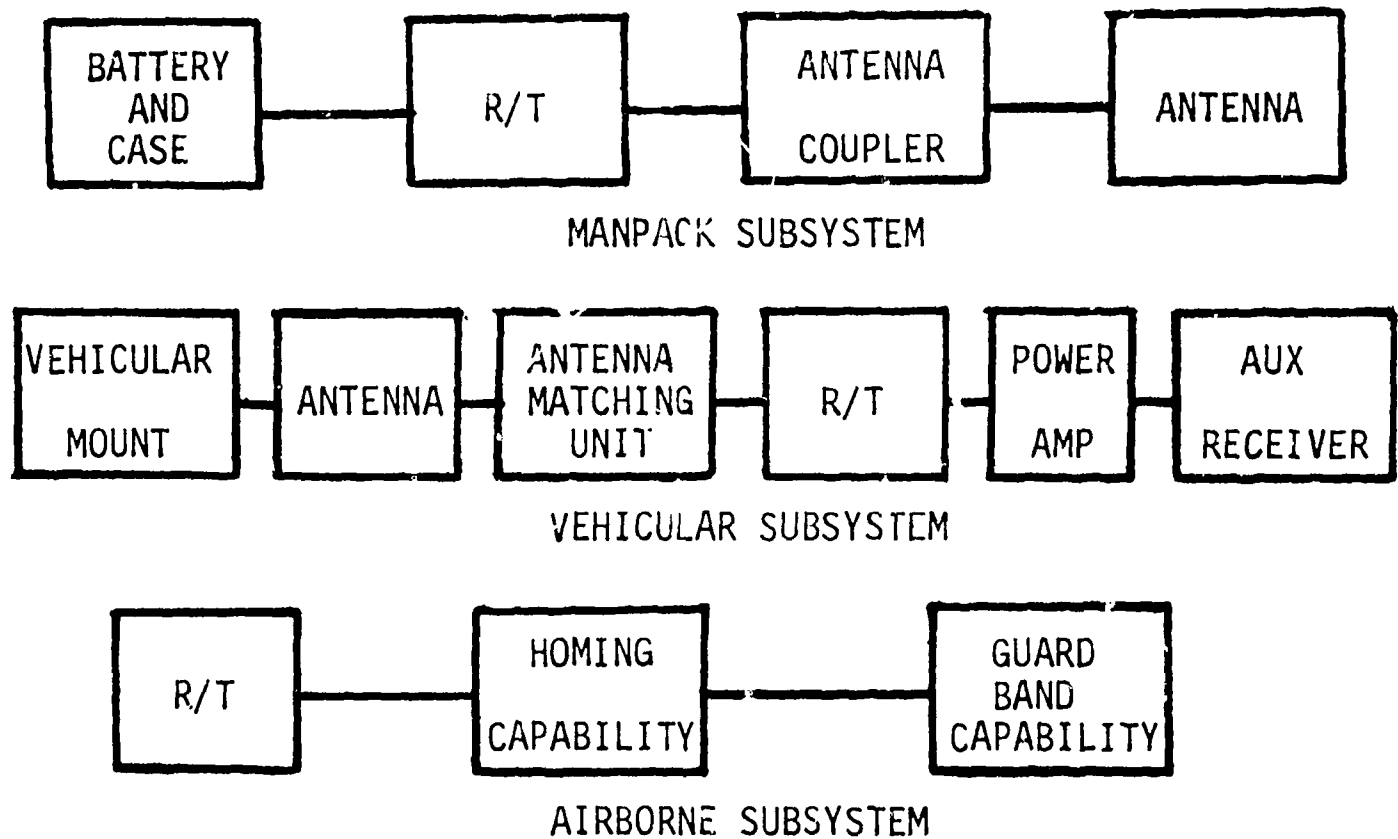 BATTERY
AND
CASE
R/T
ANTENNA
COUPLER
ANTENNA
MANPACK SUBSYSTEM
VEHICULAR
MOUNT
ANTENNA
ANTENNA
MATCHING
UNIT
R/T
POWER
AMP
AUX
RECEIVER
VEHICULAR SUBSYSTEM
R/T
HOMING
CAPABILITY
GUARD
BAND
CAPABILITY
AIRBORNE SUBSYSTEM